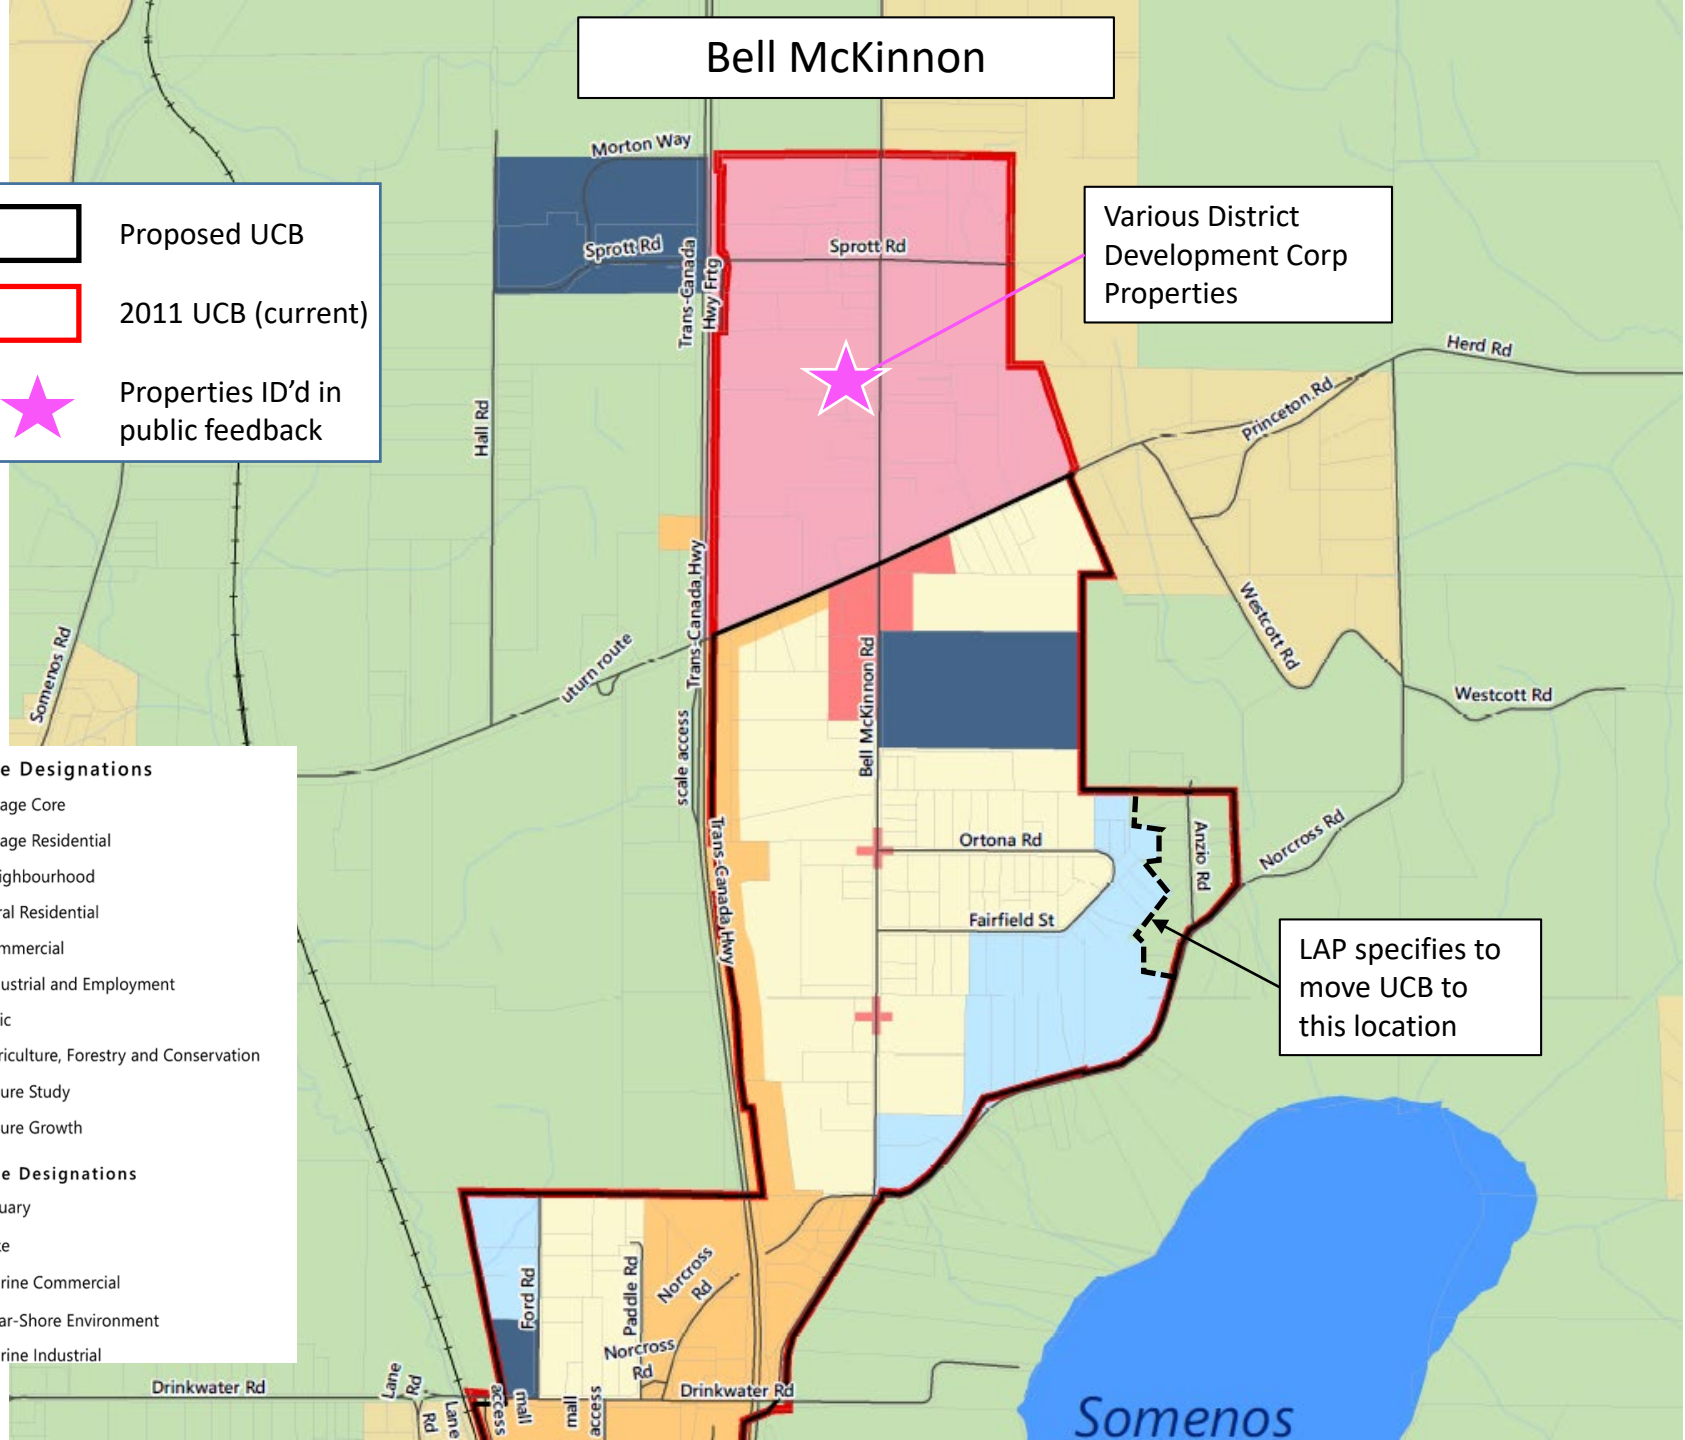 Bell McKinnon
Morton Way
Sprott Rd
Sprott Rd
Trans-Canada
Hwy Frtg
Proposed UCB
2011 UCB (current)
Properties ID'd in
public feedback
Various District
Development Corp
Properties
Herd Rd
Princeton Rd
Hall Rd
Trans-Canada Hwy
Westcott Rd
Westcott Rd
Somenos Rd
uturn route
Bell McKinnon Rd
scale access
Trans-Canada Hwy
Ortona Rd
Anzio Rd
Norcross Rd
Fairfield St
LAP specifies to
move UCB to
this location
e Designations
age Core
age Residential
ighbourhood
ral Residential
mmercial
dustrial and Employment
ic
riculture, Forestry and Conservation
ure Study
ure Growth
e Designations
uary
e
rine Commercial
ar-Shore Environment
rine Industrial
Ford Rd
Paddle Rd
Norcross
Rd
Norcross
Rd
Drinkwater Rd
Lane
Rd
Lane
Rd
access
mall
mall
access
Drinkwater Rd
Somenos